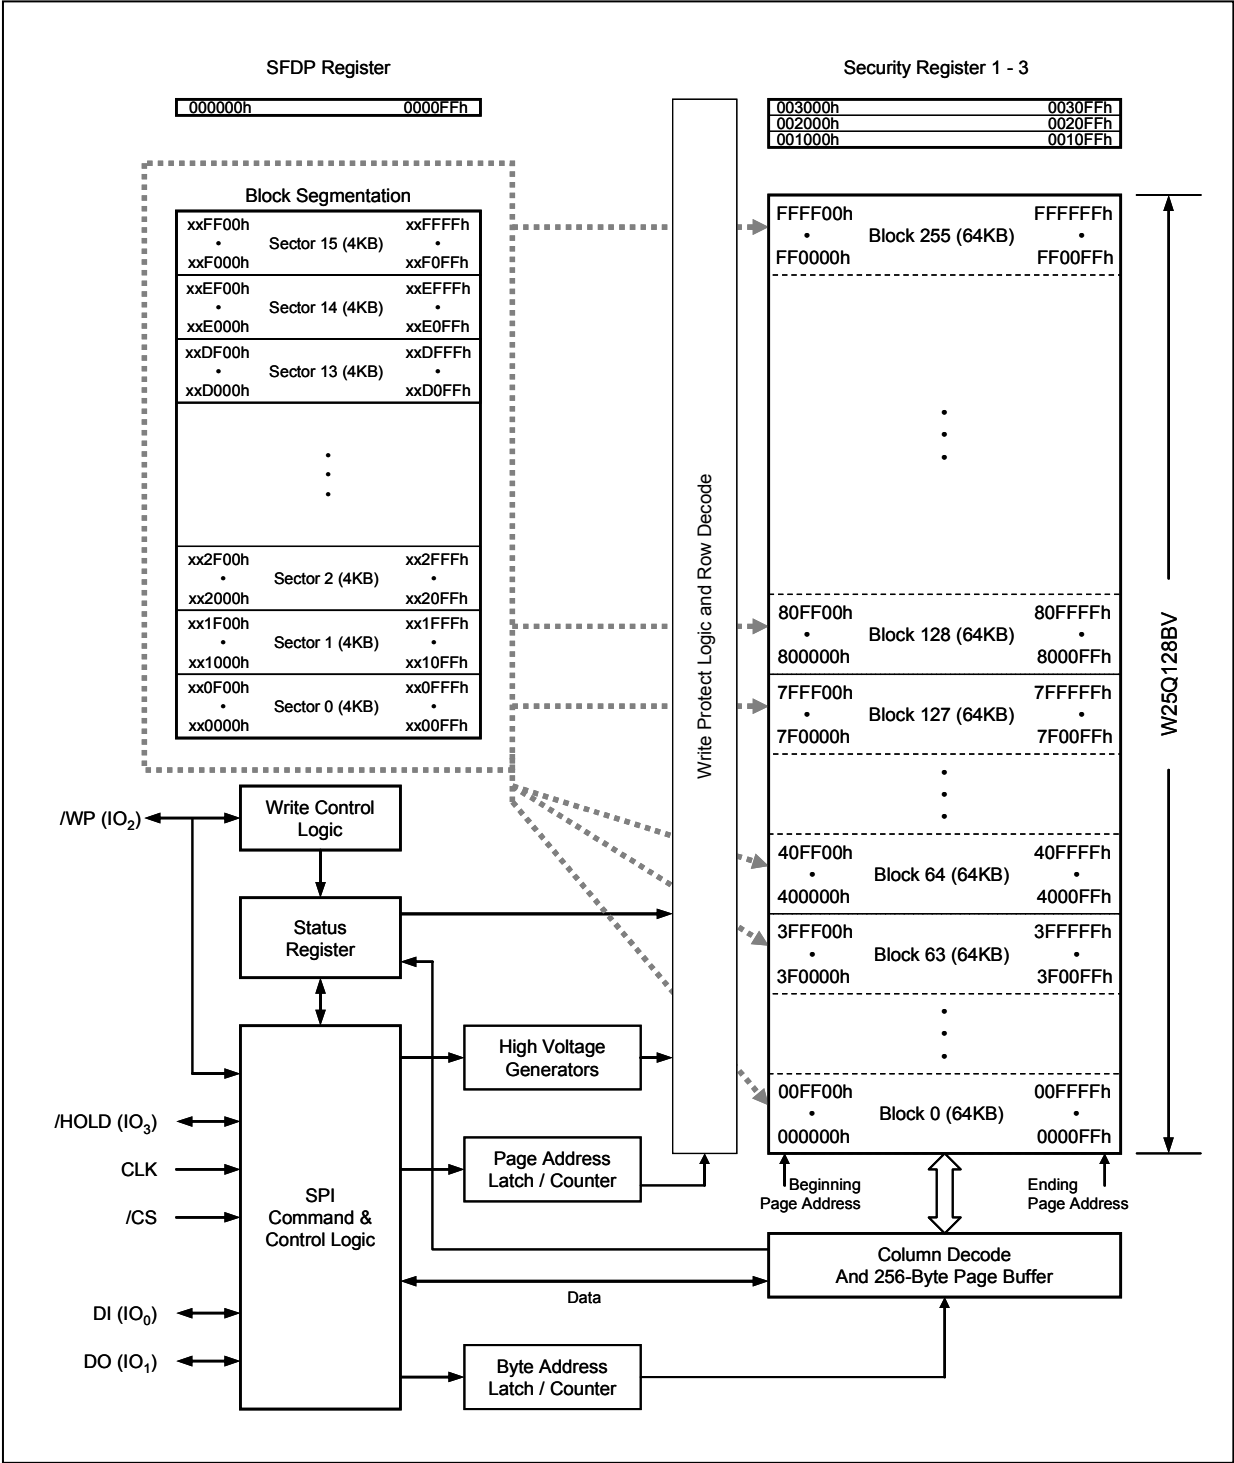 SFDP Register
000000h 0000FFh
Security Register 1 - 3
003000h 0030FFh
002000h 0020FFh
001000h 0010FFh
Block Segmentation
xxFF00h xxFFFFh
• Sector 15 (4KB) •
xxF000h xxF0FFh
xxEF00h xxEFFFh
• Sector 14 (4KB) •
xxE000h xxE0FFh
xxDF00h xxDFFFh
• Sector 13 (4KB) •
xxD000h xxD0FFh
xx2F00h xx2FFFh
• Sector 2 (4KB) •
xx2000h xx20FFh
xx1F00h xx1FFFh
• Sector 1 (4KB) •
xx1000h xx10FFh
xx0F00h xx0FFFh
• Sector 0 (4KB) •
xx0000h xx00FFh
Write Protect Logic and Row Decode
FFFF00h FFFFFFh
• Block 255 (64KB) •
FF0000h FF00FFh
80FF00h 80FFFFh
• Block 128 (64KB) •
800000h 8000FFh
7FFF00h 7FFFFFh
• Block 127 (64KB) •
7F0000h 7F00FFh
40FF00h 40FFFFh
• Block 64 (64KB) •
400000h 4000FFh
3FFF00h 3FFFFFh
• Block 63 (64KB) •
3F0000h 3F00FFh
00FF00h 00FFFFh
• Block 0 (64KB) •
000000h 0000FFh
W25Q128BV
Beginning
Page Address
Ending
Page Address
/WP (IO2)
Write Control
Logic
Status
Register
High Voltage
Generators
/HOLD (IO3)
CLK
/CS
DI (IO0)
DO (IO1)
SPI
Command &
Control Logic
Page Address
Latch / Counter
Column Decode
And 256-Byte Page Buffer
Data
Byte Address
Latch / Counter